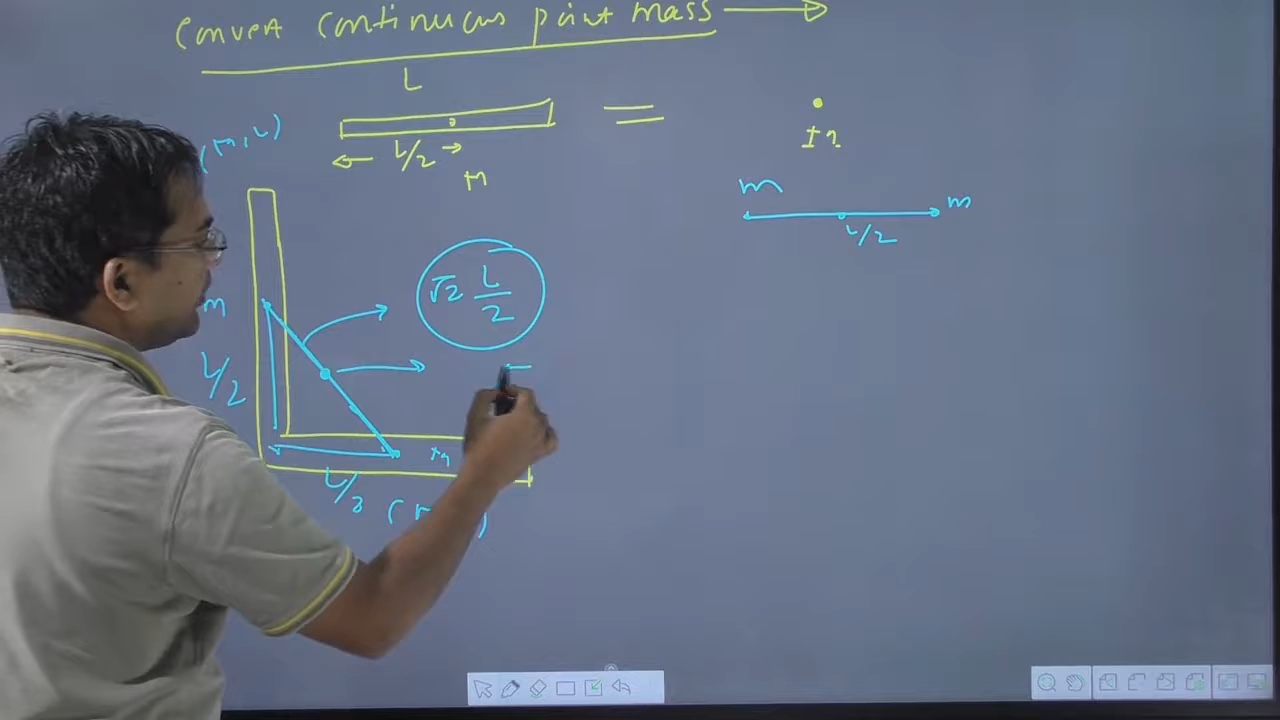 convert continuous point mass
L
L/2
M
(m, L)
m
m
m
L/2
√2 L/2
m
L/2
L/2